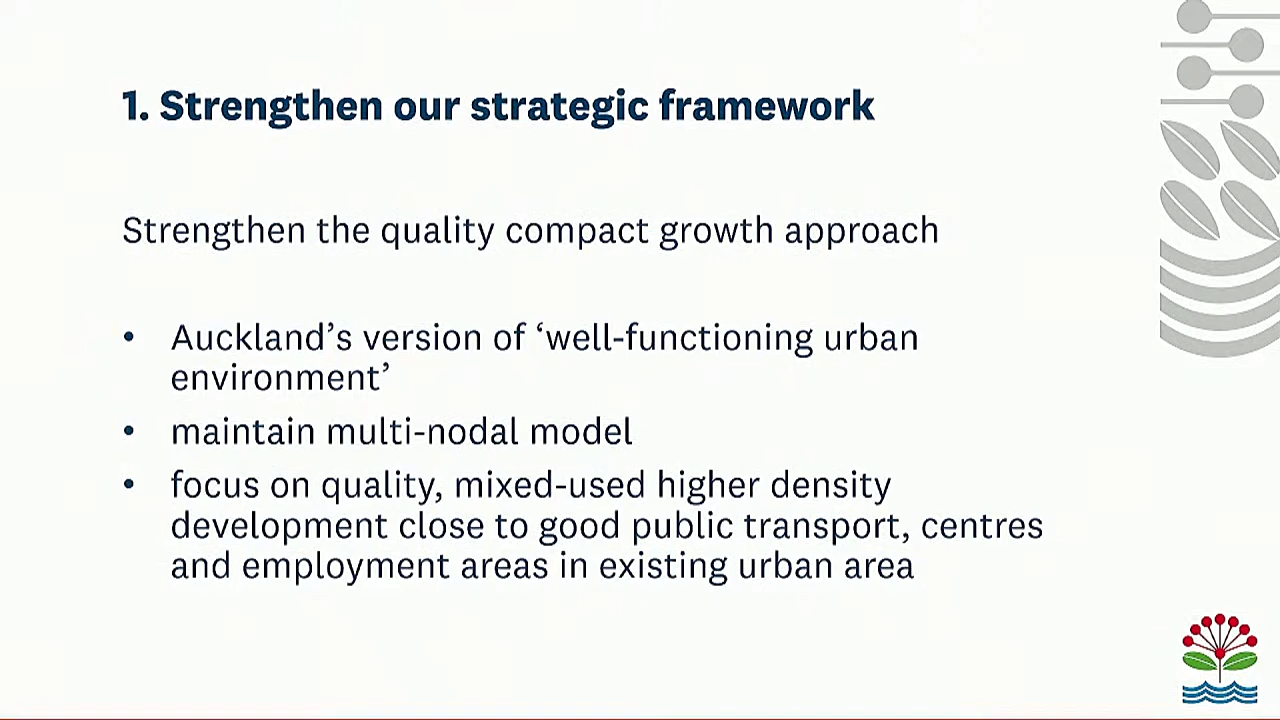 1. Strengthen our strategic framework
Strengthen the quality compact growth approach
• Auckland’s version of ‘well-functioning urban
environment’
• maintain multi-nodal model
• focus on quality, mixed-used higher density
development close to good public transport, centres
and employment areas in existing urban area